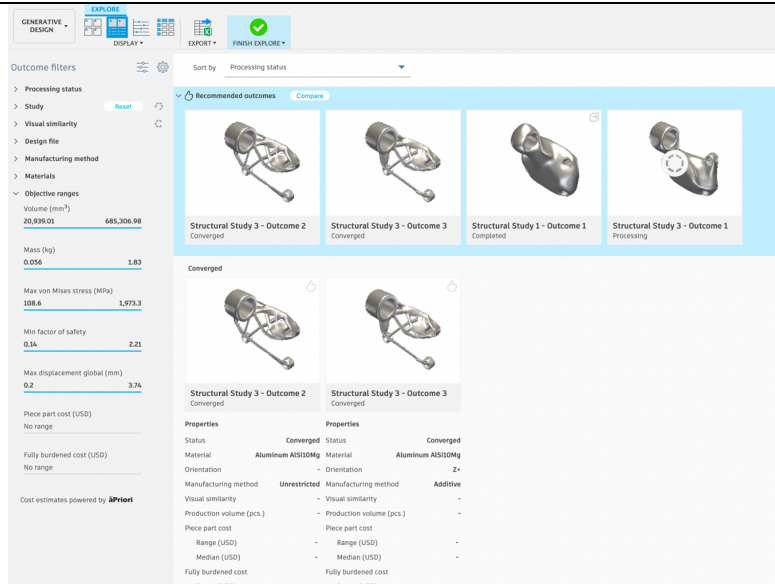 EXPLORE
GENERATIVE
DESIGN
DISPLAY
EXPORT
FINISH EXPLORE
Outcome filters
Processing status
Study
Reset
Visual similarity
Design file
Manufacturing method
Materials
Objective ranges
Volume (mm³)
20,939.01 685,306.98
Mass (kg)
0.056 1.83
Max von Mises stress (MPa)
108.6 1,973.3
Min factor of safety
0.14 2.21
Max displacement global (mm)
0.2 3.74
Piece part cost (USD)
No range
Fully burdened cost (USD)
No range
Cost estimates powered by aPriori
Sort by Processing status
Recommended outcomes Compare
Structural Study 3 - Outcome 2
Converged
Structural Study 3 - Outcome 3
Converged
Structural Study 1 - Outcome 1
Completed
Structural Study 3 - Outcome 1
Processing
Converged
Structural Study 3 - Outcome 2
Converged
Properties
Status Converged
Material Aluminum AlSi10Mg
Orientation -
Manufacturing method Unrestricted
Visual similarity -
Production volume (pcs.) -
Piece part cost
Range (USD) -
Median (USD) -
Fully burdened cost
Structural Study 3 - Outcome 3
Converged
Properties
Status Converged
Material Aluminum AlSi10Mg
Orientation Z+
Manufacturing method Additive
Visual similarity -
Production volume (pcs.) -
Piece part cost
Range (USD) -
Median (USD) -
Fully burdened cost